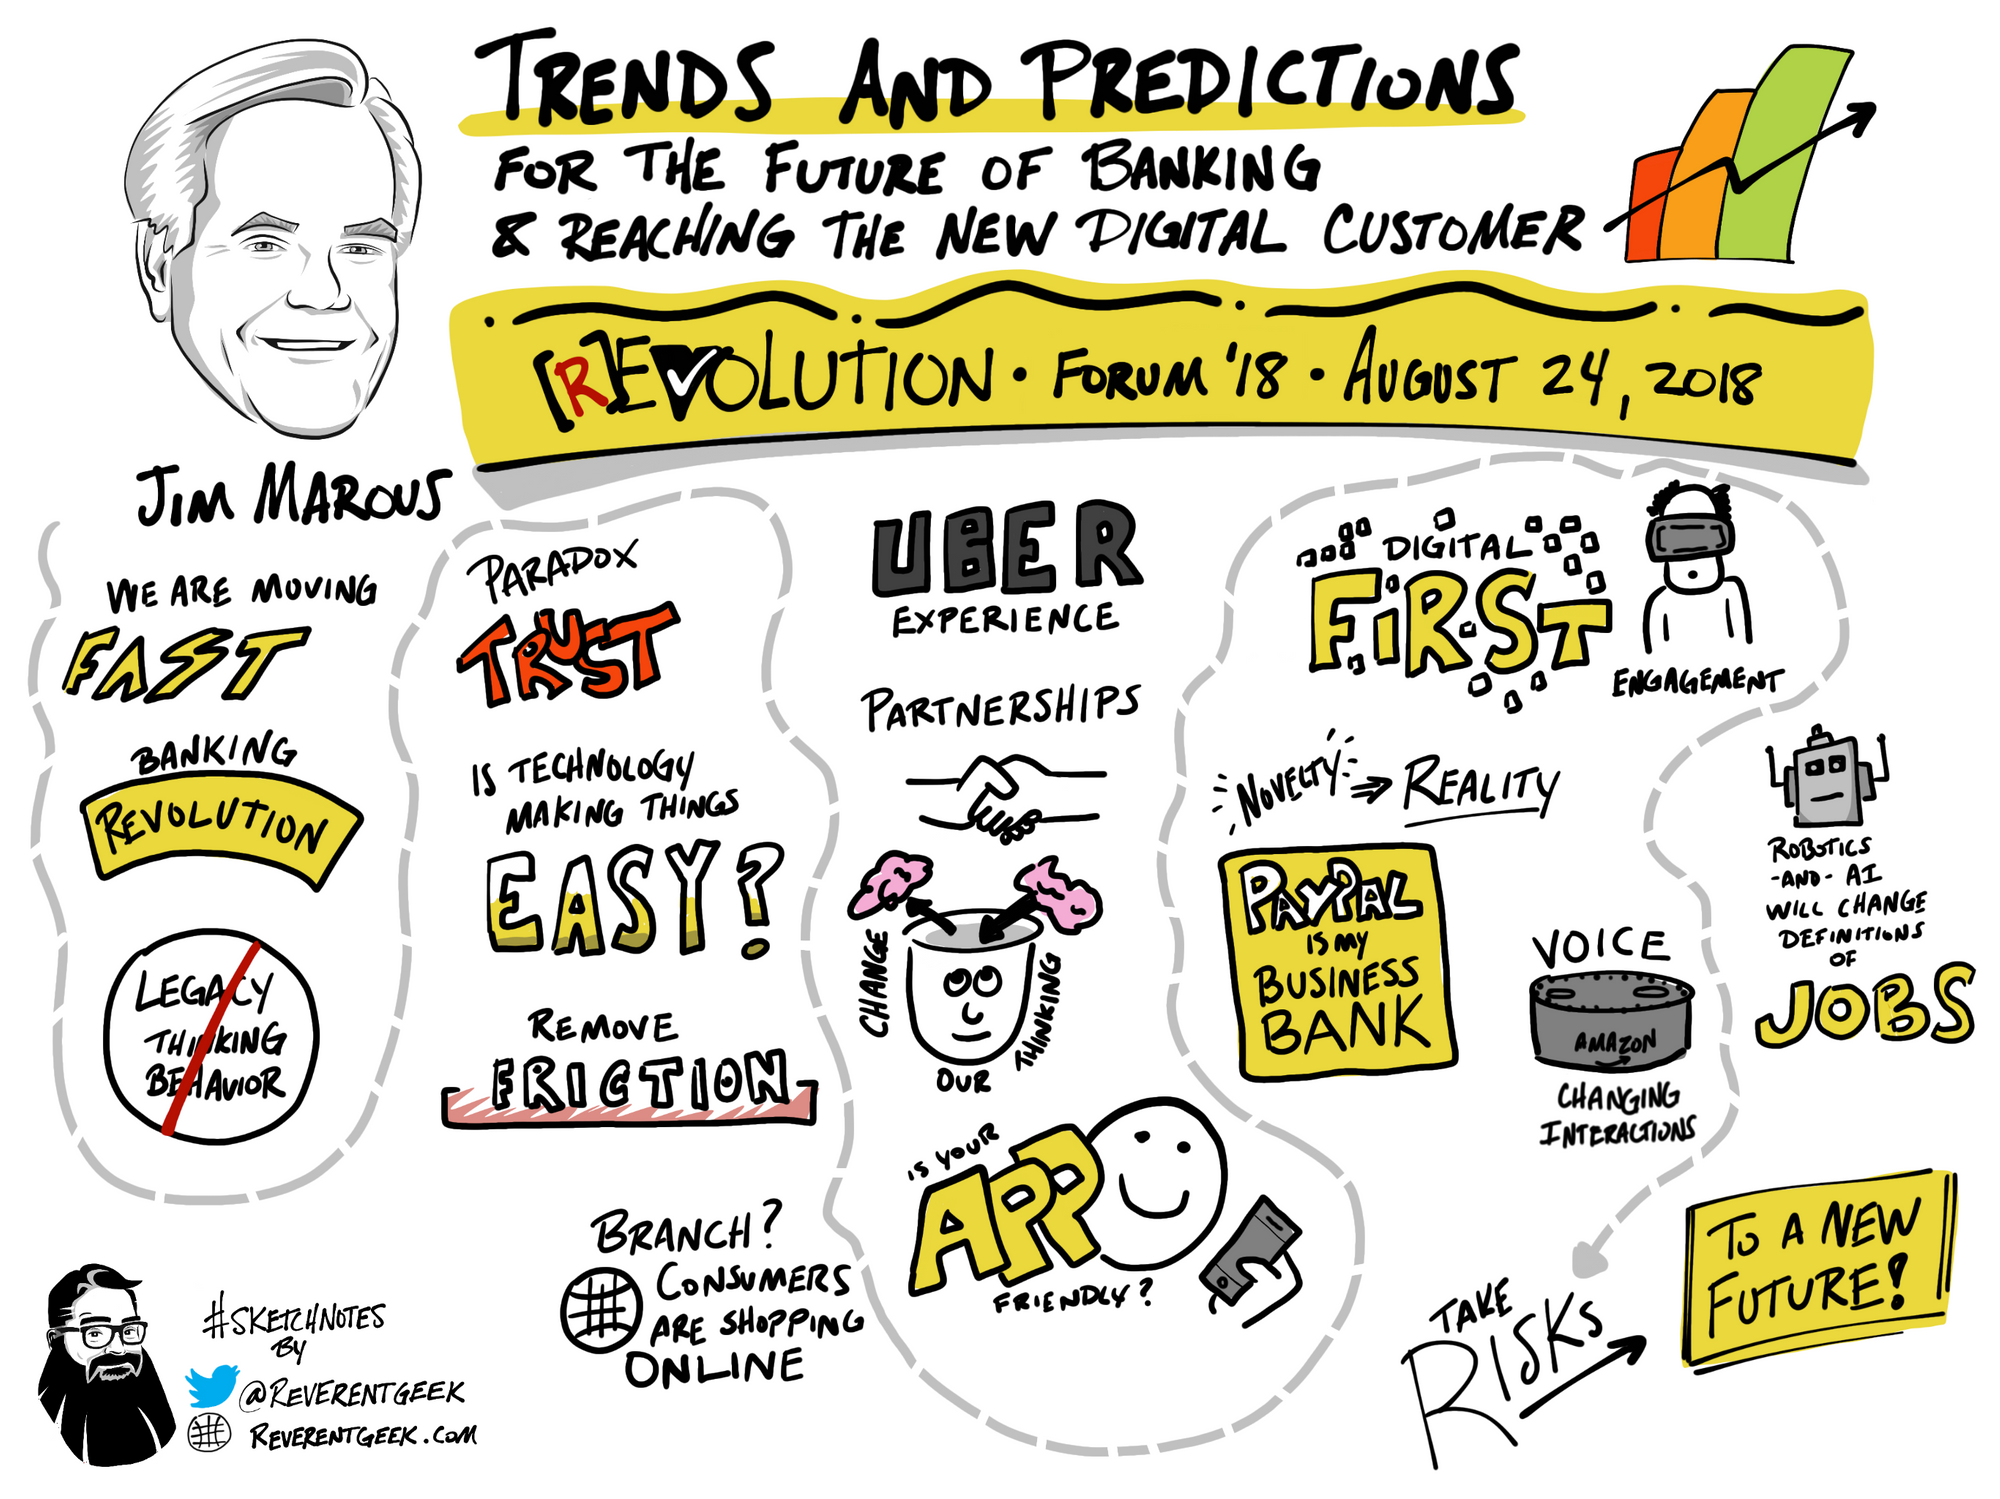 TRENDS AND PREDICTIONS
FOR THE FUTURE OF BANKING
& REACHING THE NEW DIGITAL CUSTOMER
[R]EVOLUTION • FORUM '18 • AUGUST 24, 2018
JIM MAROUS
WE ARE MOVING
FAST
BANKING
REVOLUTION
LEGACY
THINKING
BEHAVIOR
PARADOX
TRUST
IS TECHNOLOGY
MAKING THINGS
EASY?
REMOVE
FRICTION
BRANCH?
CONSUMERS
ARE SHOPPING
ONLINE
UBER
EXPERIENCE
PARTNERSHIPS
CHANGE
OUR
THINKING
IS YOUR
APP
FRIENDLY?
DIGITAL
FIRST
ENGAGEMENT
NOVELTY ⇒ REALITY
PAYPAL
IS MY
BUSINESS
BANK
VOICE
AMAZON
CHANGING
INTERACTIONS
ROBOTICS
-AND- AI
WILL CHANGE
DEFINITIONS
OF
JOBS
TAKE
RISKS
TO A NEW
FUTURE!
#SKETCHNOTES
BY
@REVERENTGEEK
REVERENTGEEK.COM